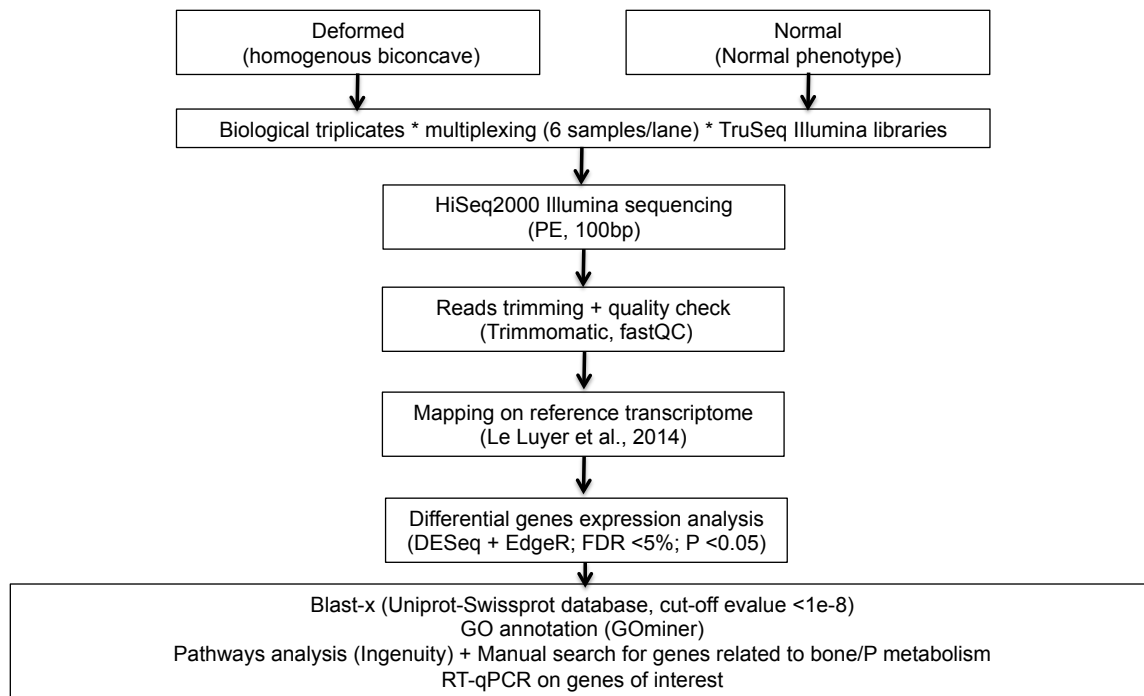 Deformed
(homogenous biconcave)
Normal
(Normal phenotype)
Biological triplicates * multiplexing (6 samples/lane) * TruSeq Illumina libraries
HiSeq2000 Illumina sequencing
(PE, 100bp)
Reads trimming + quality check
(Trimmomatic, fastQC)
Mapping on reference transcriptome
(Le Luyer et al., 2014)
Differential genes expression analysis
(DESeq + EdgeR; FDR <5%; P <0.05)
Blast-x (Uniprot-Swissprot database, cut-off evalue <1e-8)
GO annotation (GOminer)
Pathways analysis (Ingenuity) + Manual search for genes related to bone/P metabolism
RT-qPCR on genes of interest